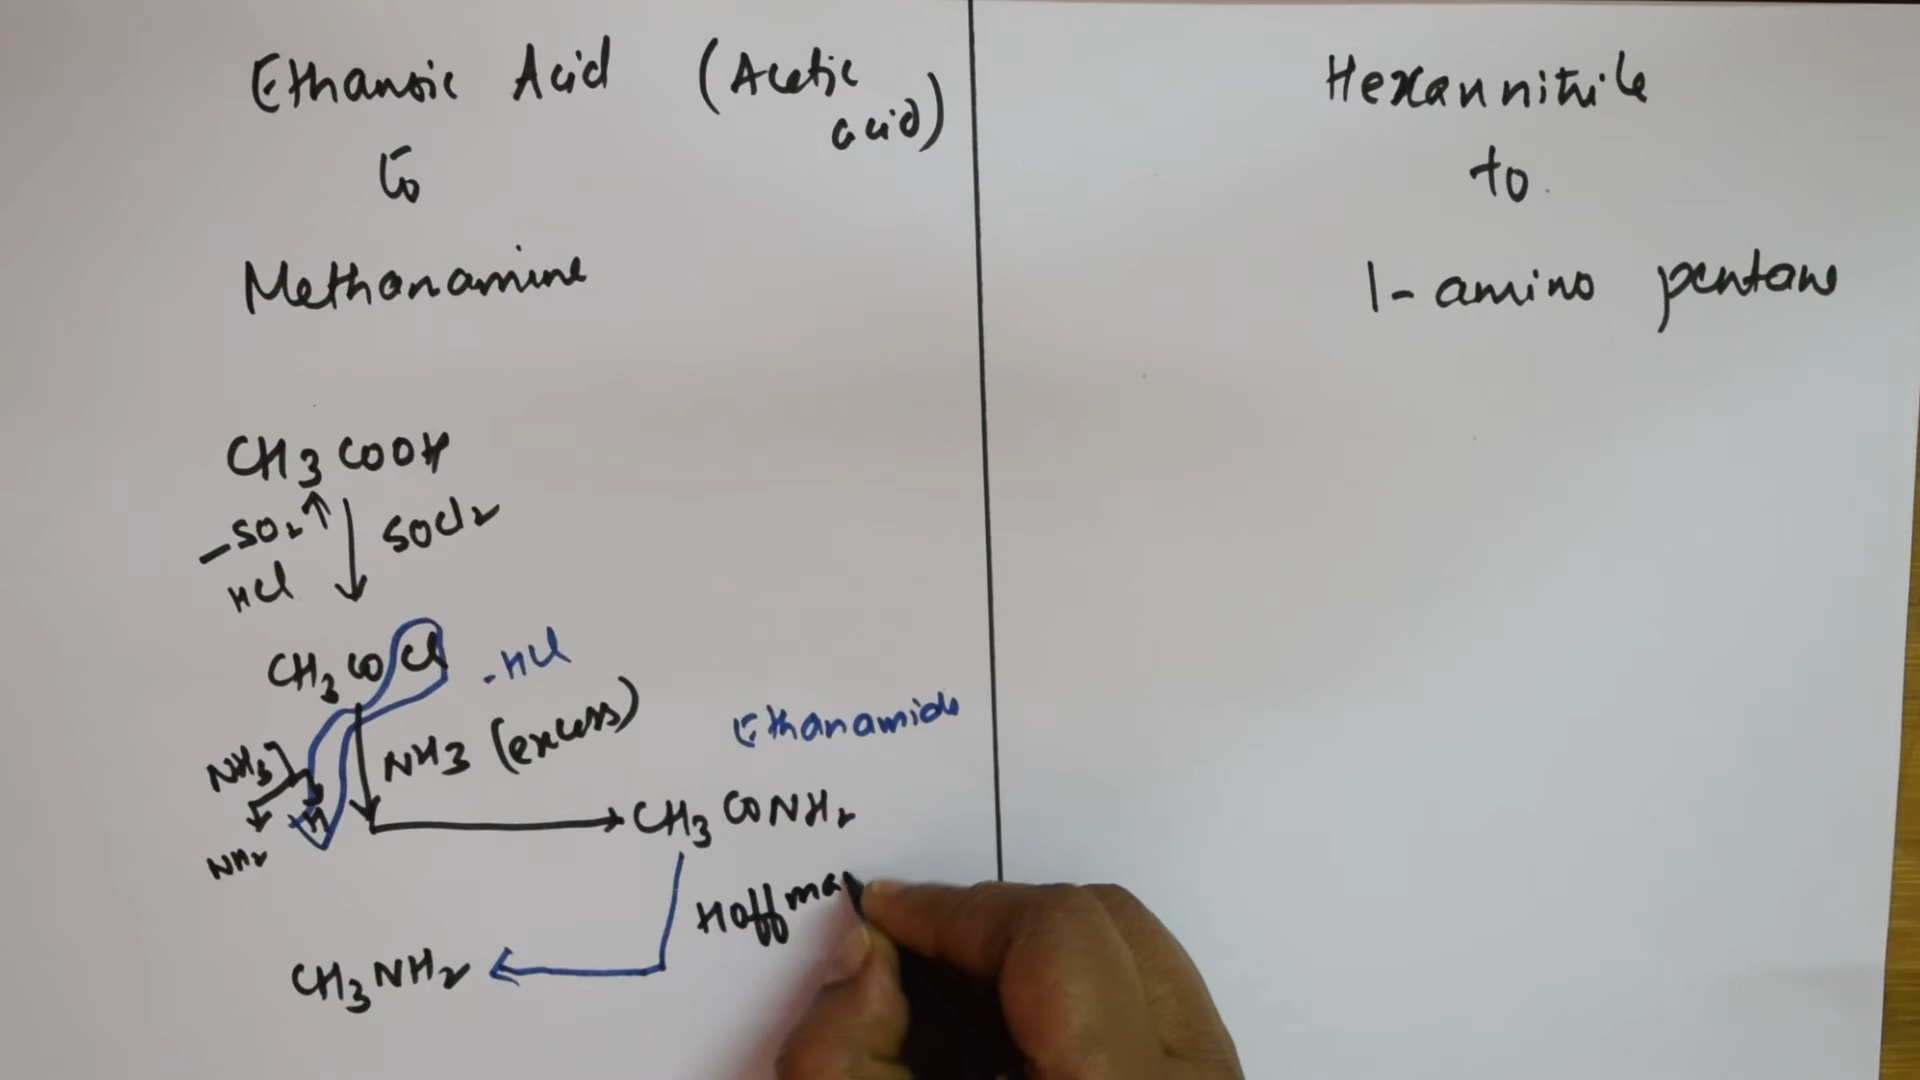 Ethanoic Acid (Acetic
acid)
to
Methanamine
CH3COOH
-SO2↑
SOCl2
HCl
CH3COCl
-HCl
NH3
NH3 (excess)
H
NH2
Ethanamide
CH3CONH2
Hoffman
CH3NH2
Hexannitrile
to
1-amino pentane